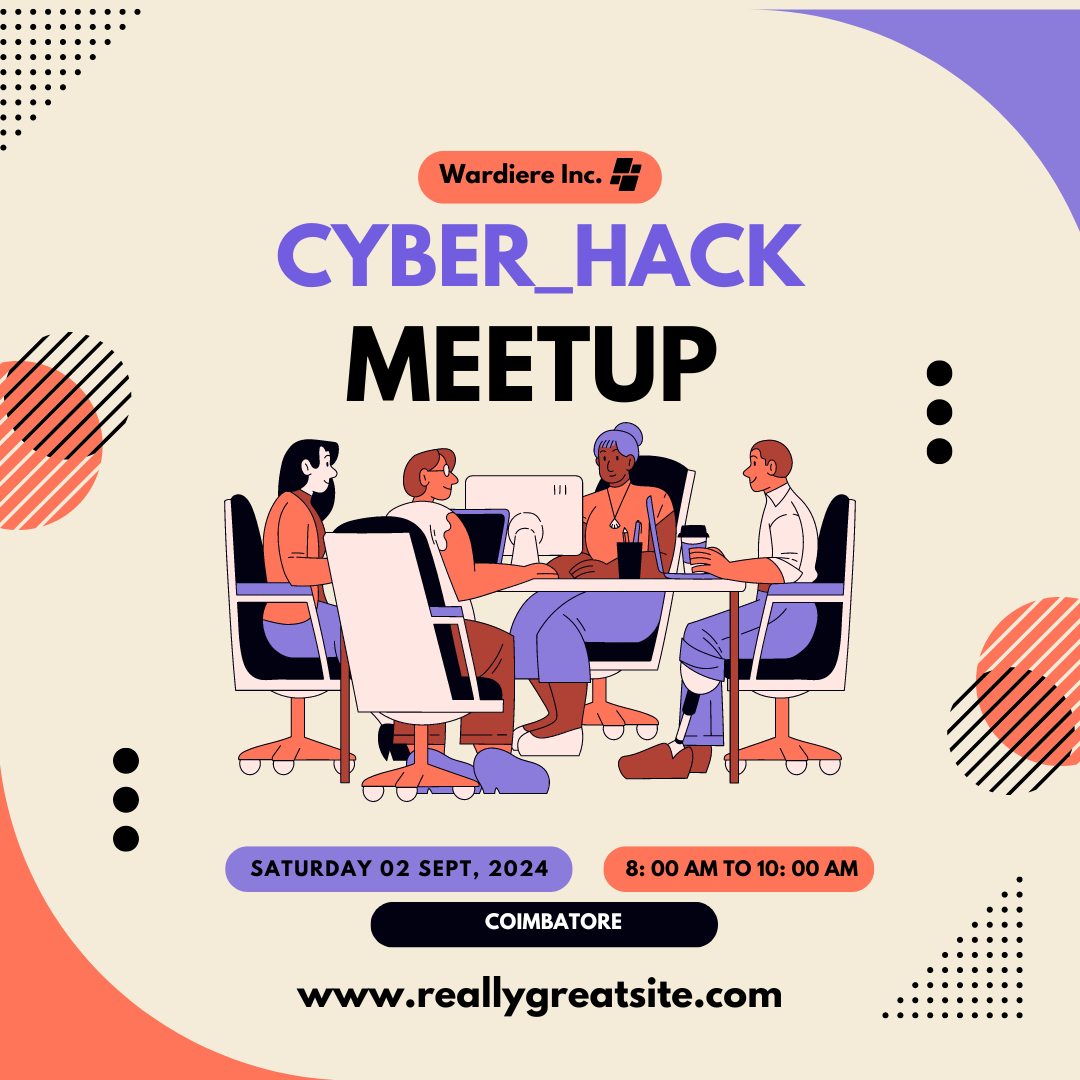 Wardiere Inc.
CYBER_HACK
MEETUP
SATURDAY 02 SEPT, 2024
8: 00 AM TO 10: 00 AM
COIMBATORE
www.reallygreatsite.com